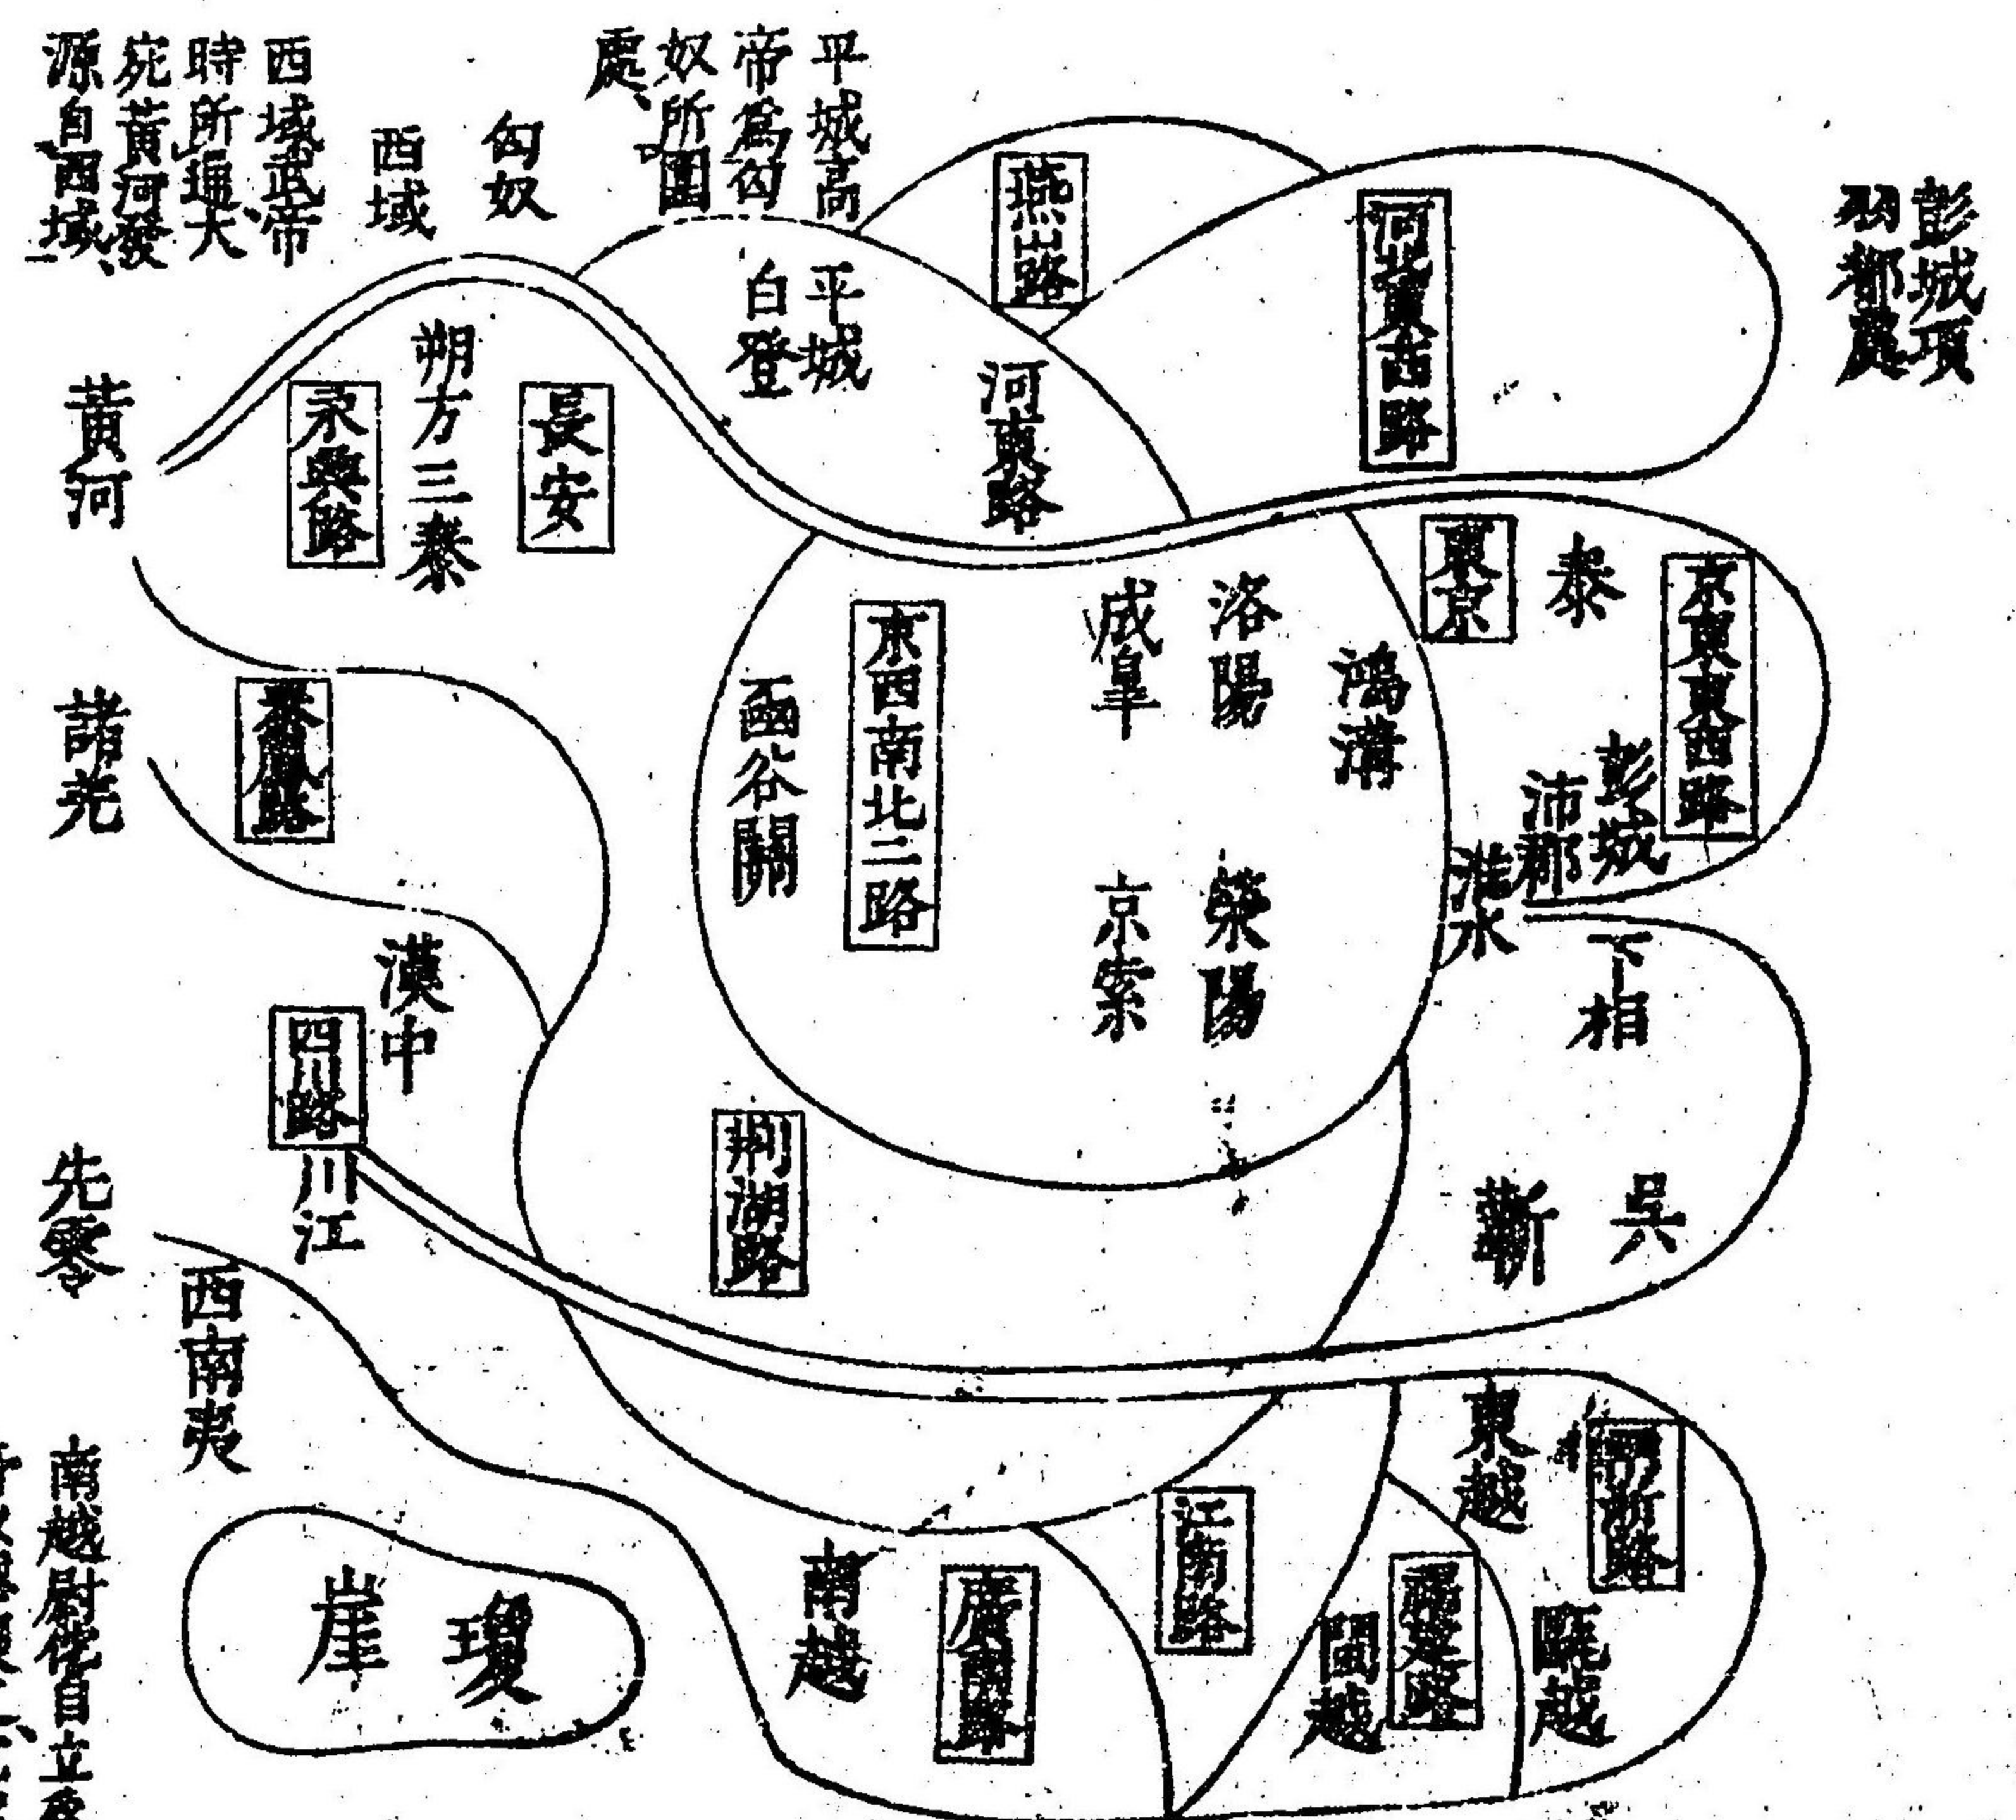 彭城項
羽都處
平城高
帝爲匈
奴所圍
處
匈奴
西域
西域武帝
時所通大
宛黃河發
源自西域
燕山路
河北東西路
平城
白登
河東路
長安
朔方三秦
永興路
黃河
京東東西路
泰
東京
彭城
沛郡
淮水
鴻溝
洛陽
成皋
滎陽
京索
京西南北二路
函谷關
秦鳳路
諸羌
漢中
四川路
川江
下相
吳
蘄
荆湖路
先零
西南夷
兩浙路
東越
甌越
福建路
閩越
江南路
廣南路
南越
瓊
崖
南越尉佗自立爲